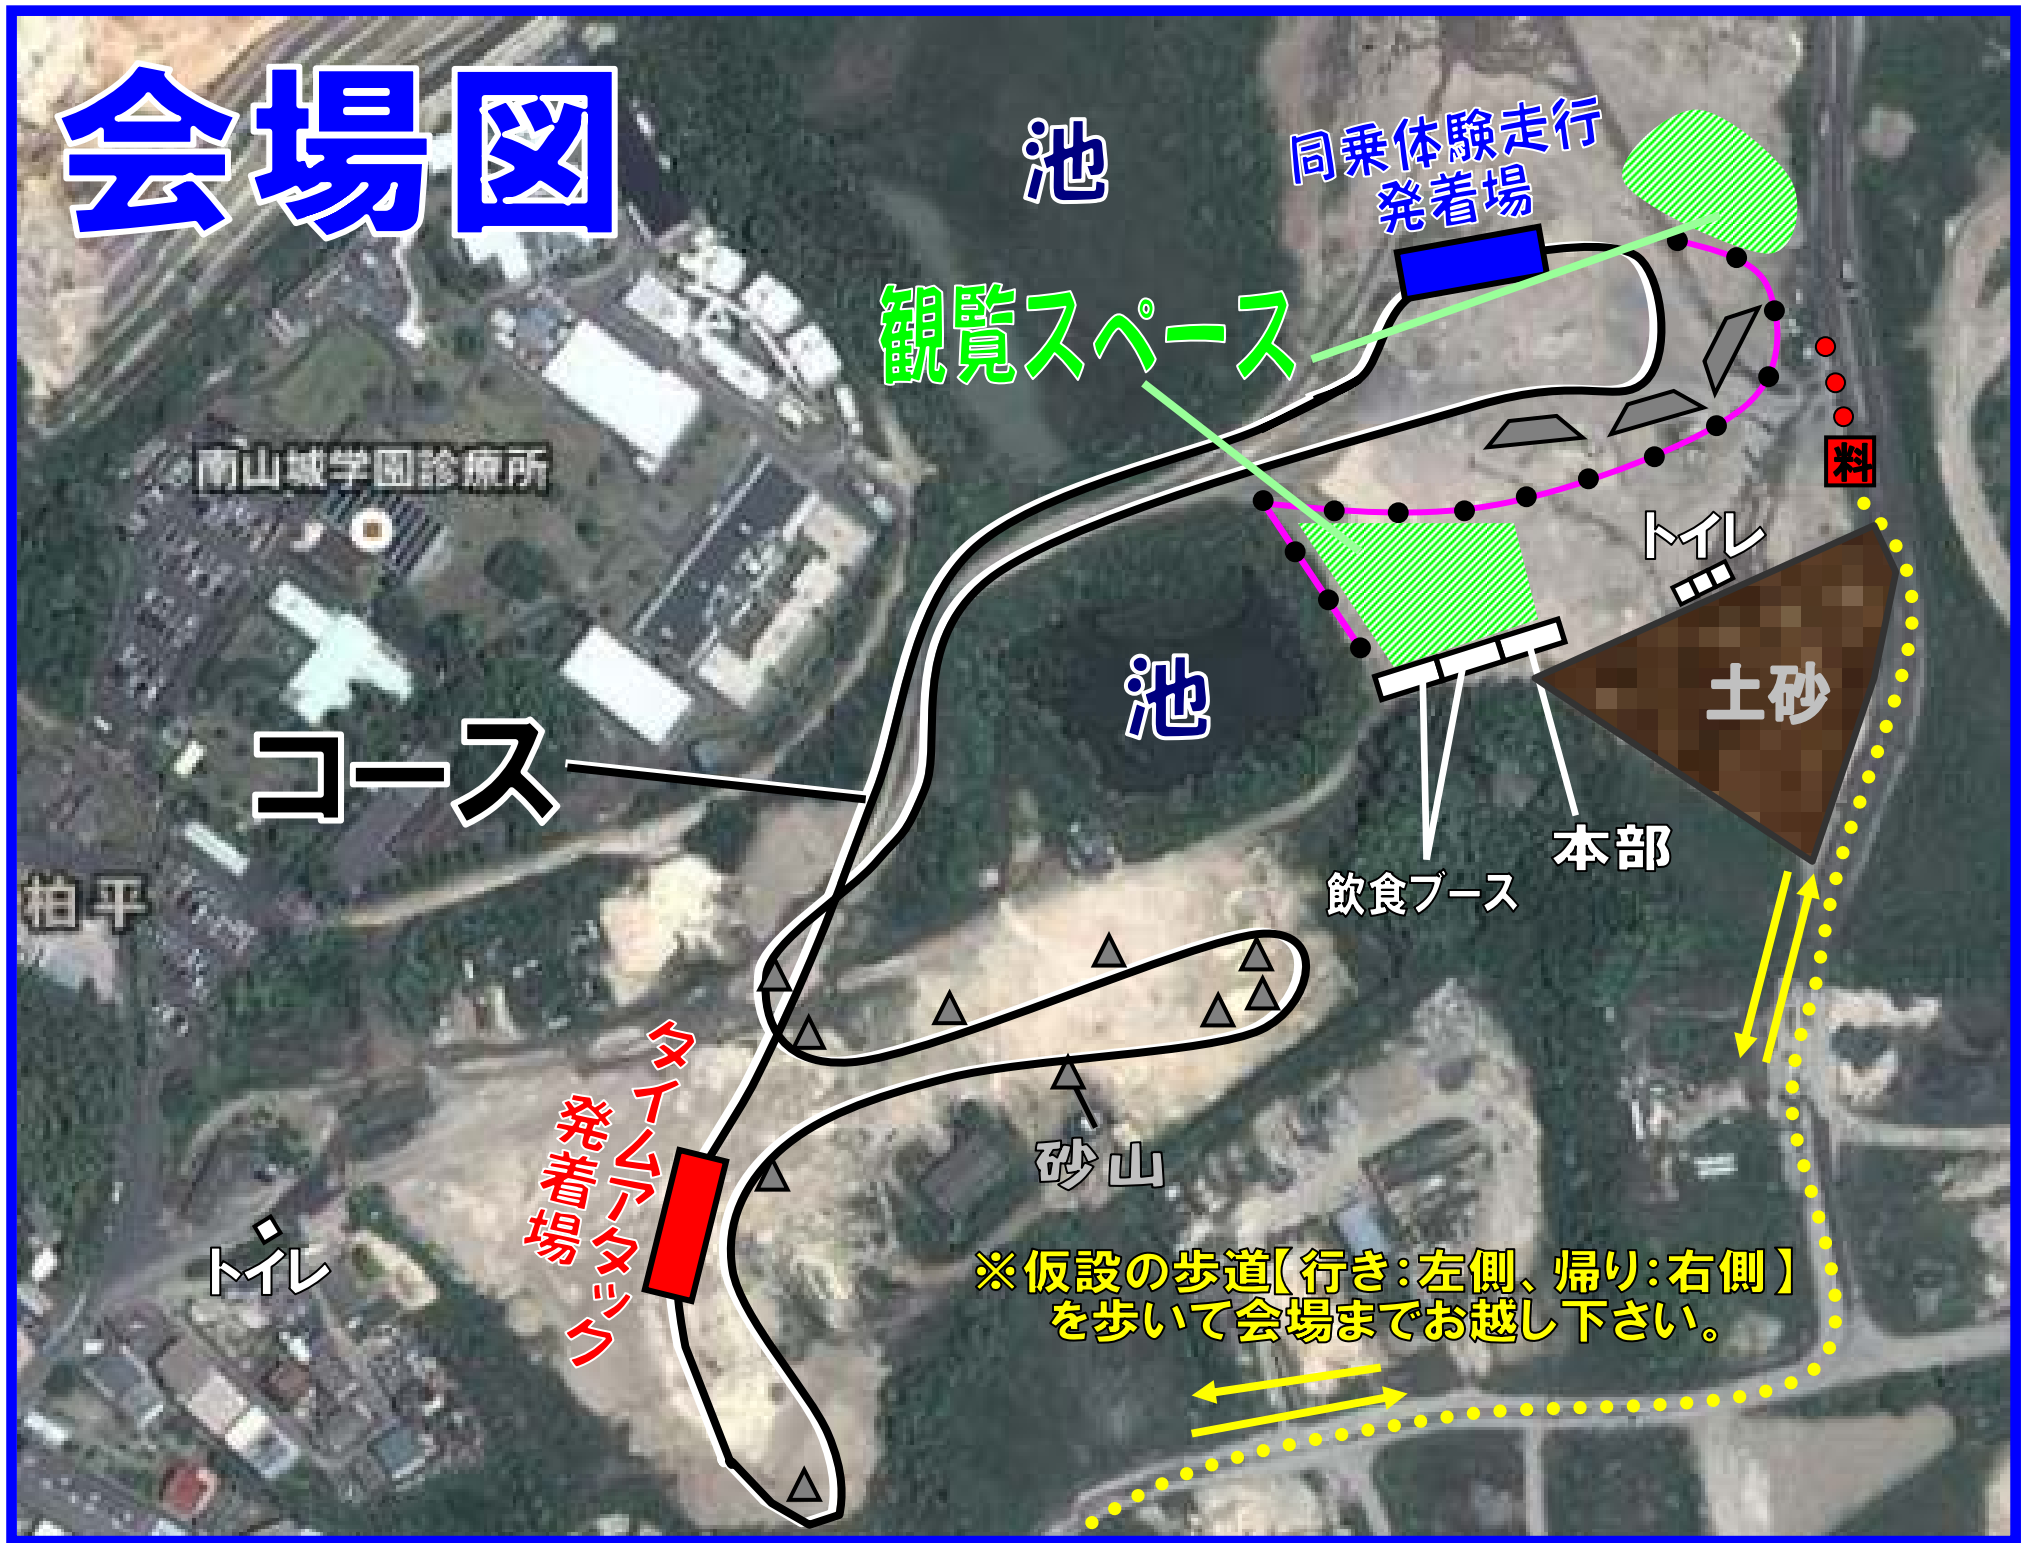 会場図
池
同乗体験走行
発着場
観覧スペース
南山城学園診療所
料
トイレ
土砂
池
コース
本部
飲食ブース
柏平
タイムアタック
発着場
砂山
トイレ
※仮設の歩道【行き：左側、帰り：右側】
を歩いて会場までお越し下さい。